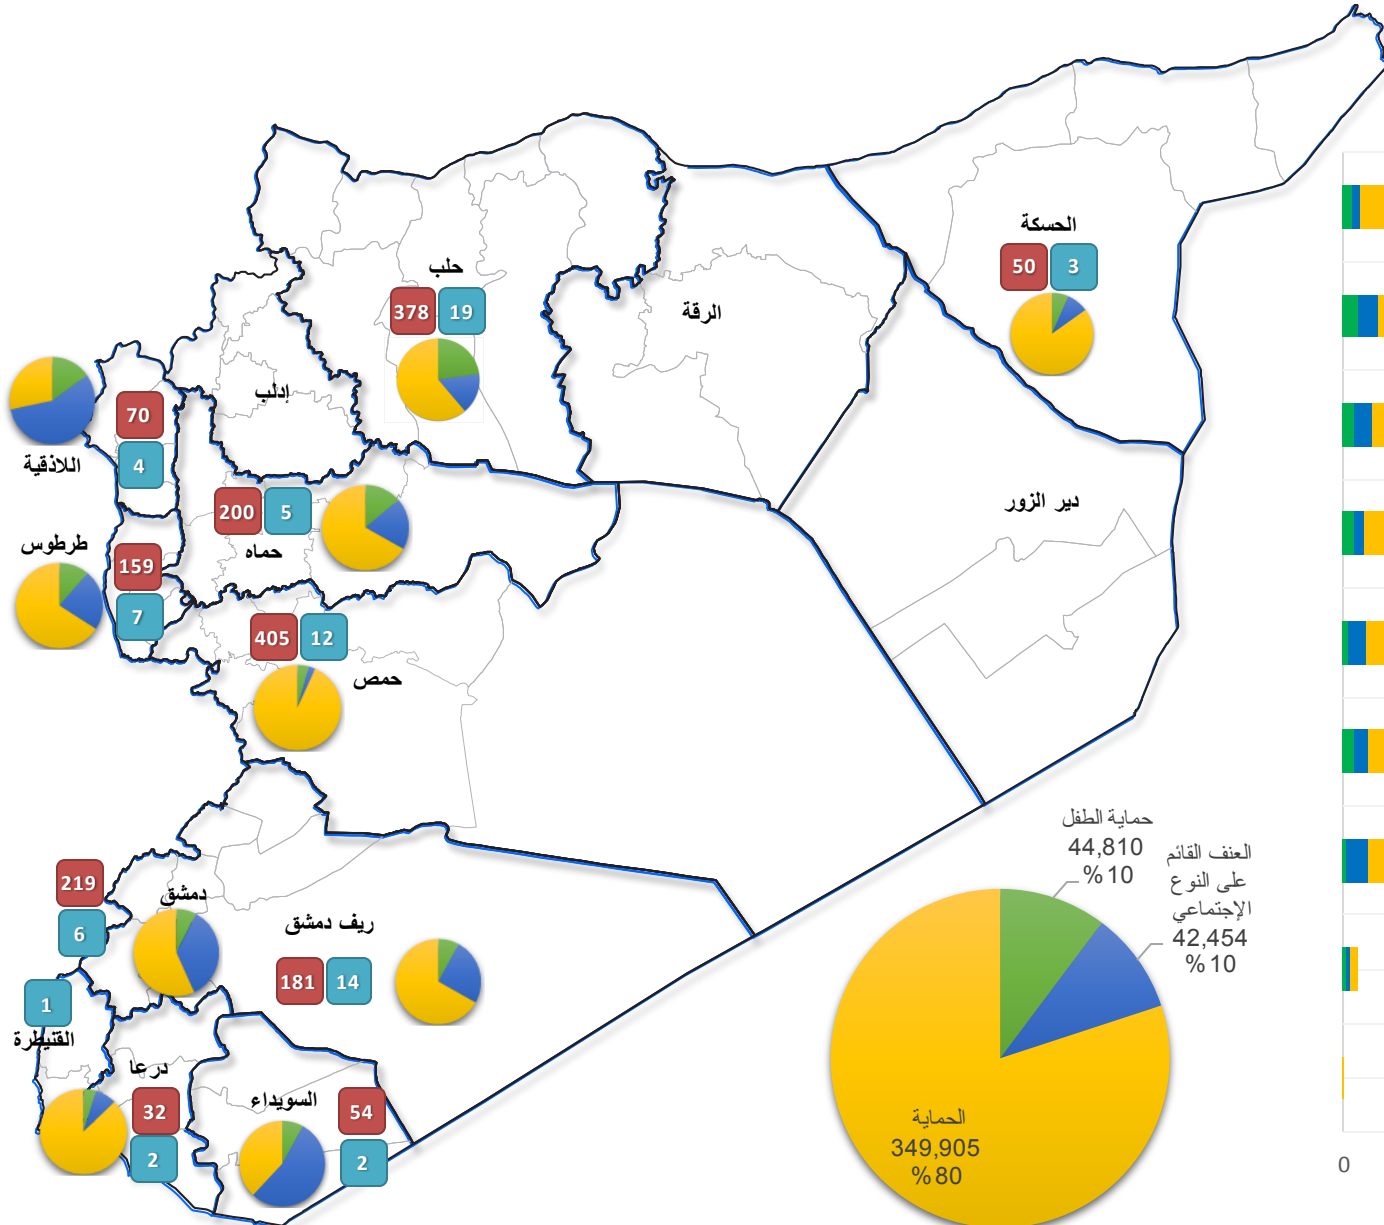 الحسكة
50
3
حلب
378
19
الرقة
إدلب
70
4
اللاذقية
200
5
حماه
دير الزور
طرطوس
159
7
405
12
حمص
حماية الطفل
44,810
%10
العنف القائم
على النوع
الإجتماعي
42,454
%10
219
6
دمشق
ريف دمشق
181
14
1
القنيطرة
درعا
32
2
السويداء
54
2
الحماية
349,905
%80
0